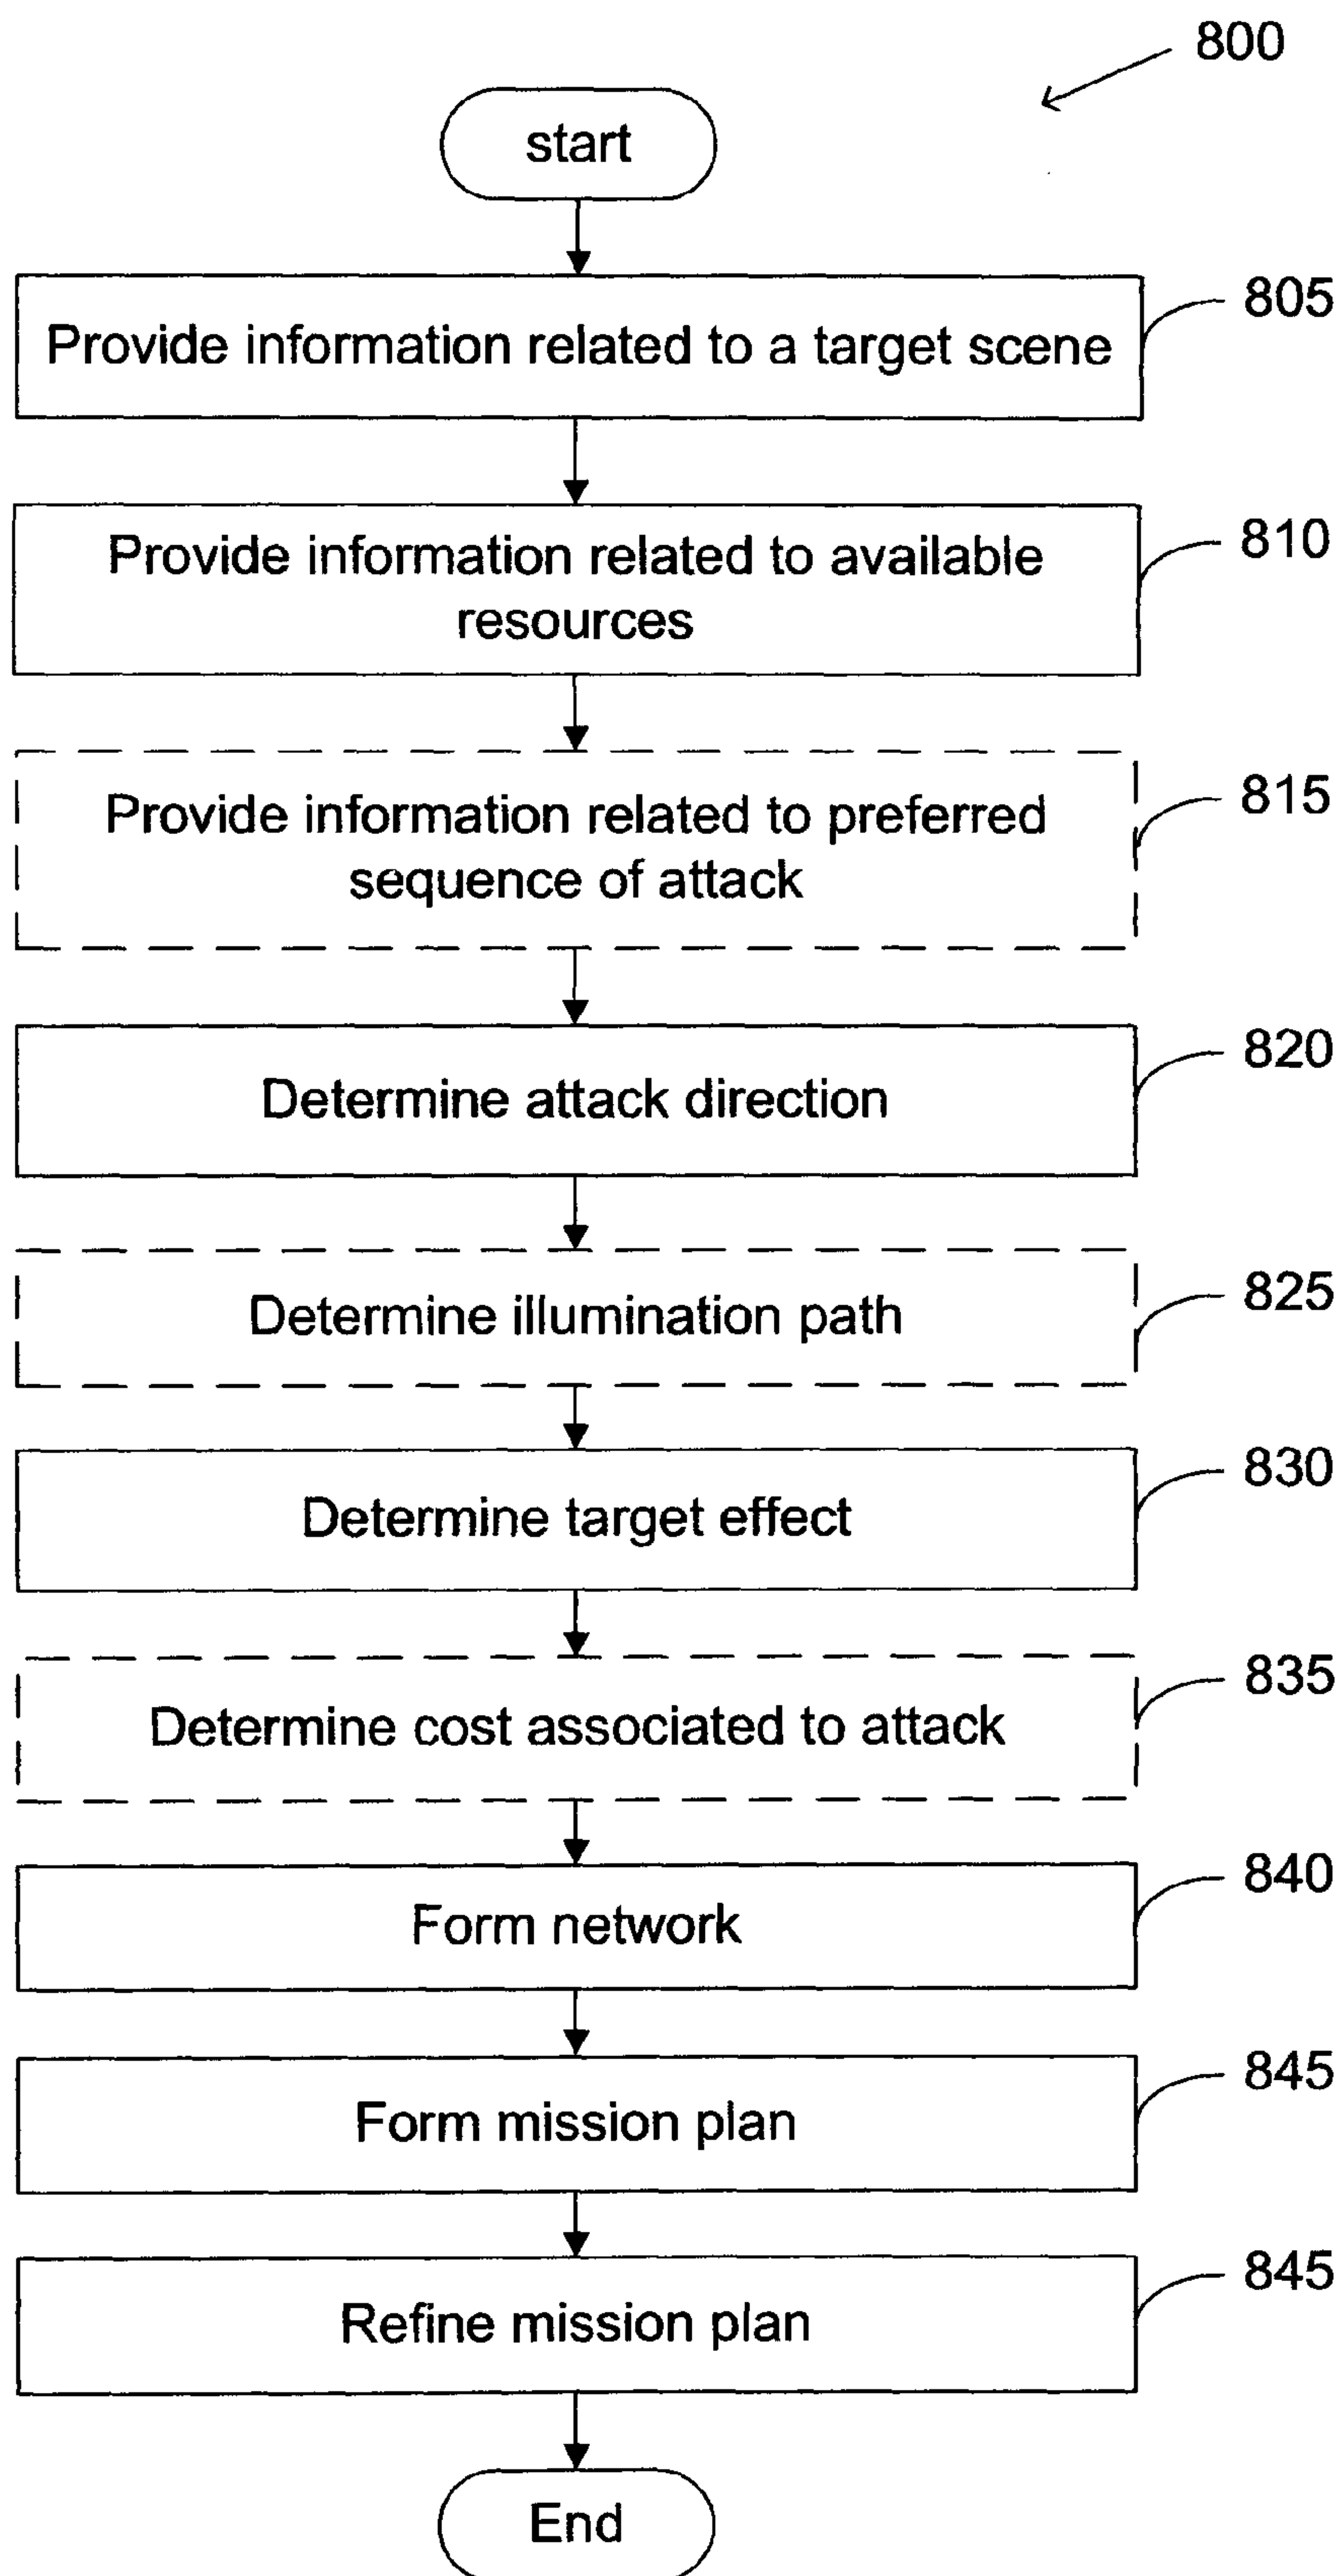 800
start
Provide information related to a target scene
805
Provide information related to available
resources
810
Provide information related to preferred
sequence of attack
815
Determine attack direction
820
Determine illumination path
825
Determine target effect
830
Determine cost associated to attack
835
Form network
840
Form mission plan
845
Refine mission plan
845
End